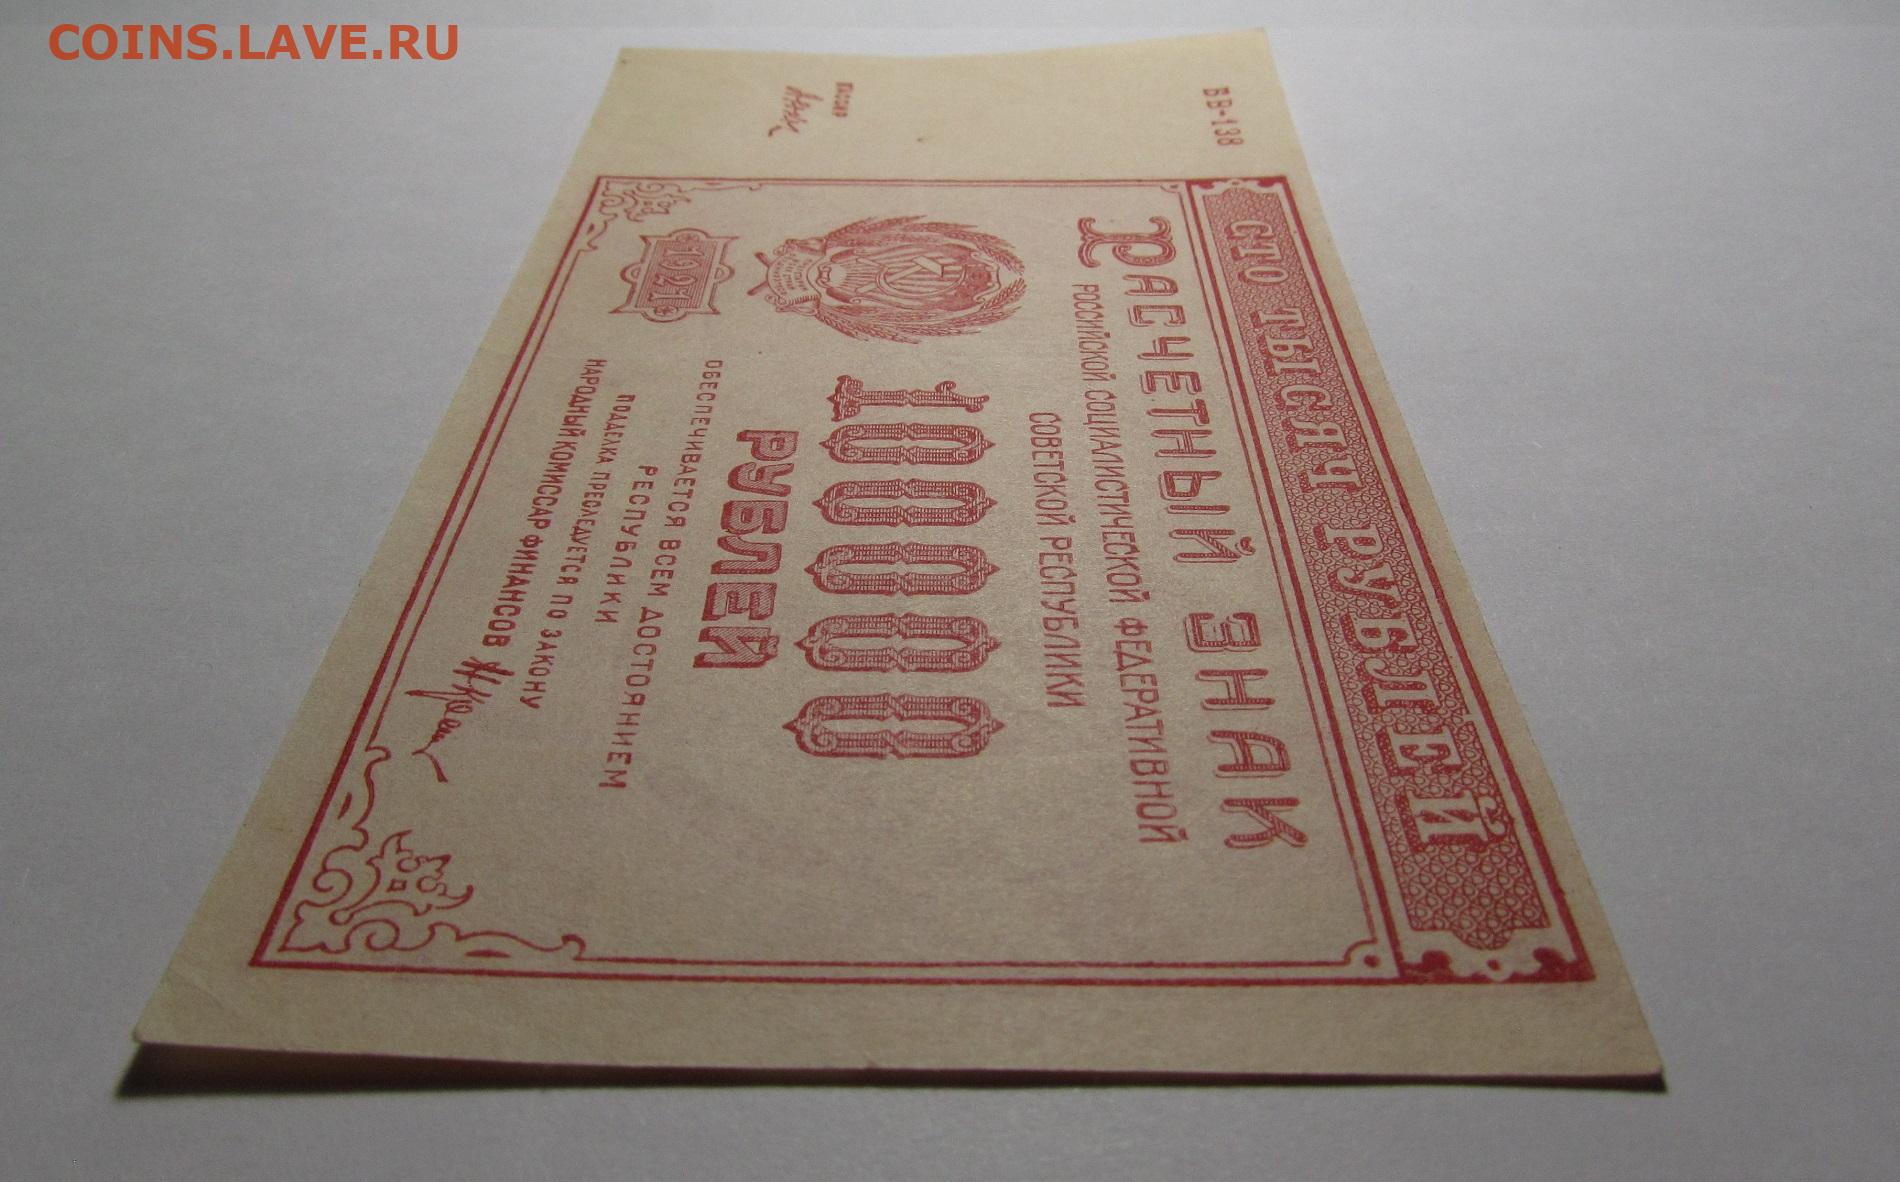 COINS.LAVE.RU
БВ-138
Кассир
СТО ТЫСЯЧ РУБЛЕЙ
РАСЧЕТНЫЙ ЗНАК
РОССИЙСКОЙ СОЦИАЛИСТИЧЕСКОЙ ФЕДЕРАТИВНОЙ
СОВЕТСКОЙ РЕСПУБЛИКИ
100000
РУБЛЕЙ
1921
ОБЕСПЕЧИВАЕТСЯ ВСЕМ ДОСТОЯНИЕМ
РЕСПУБЛИКИ
ПОДДЕЛКА ПРЕСЛЕДУЕТСЯ ПО ЗАКОНУ
НАРОДНЫЙ КОМИССАР ФИНАНСОВ